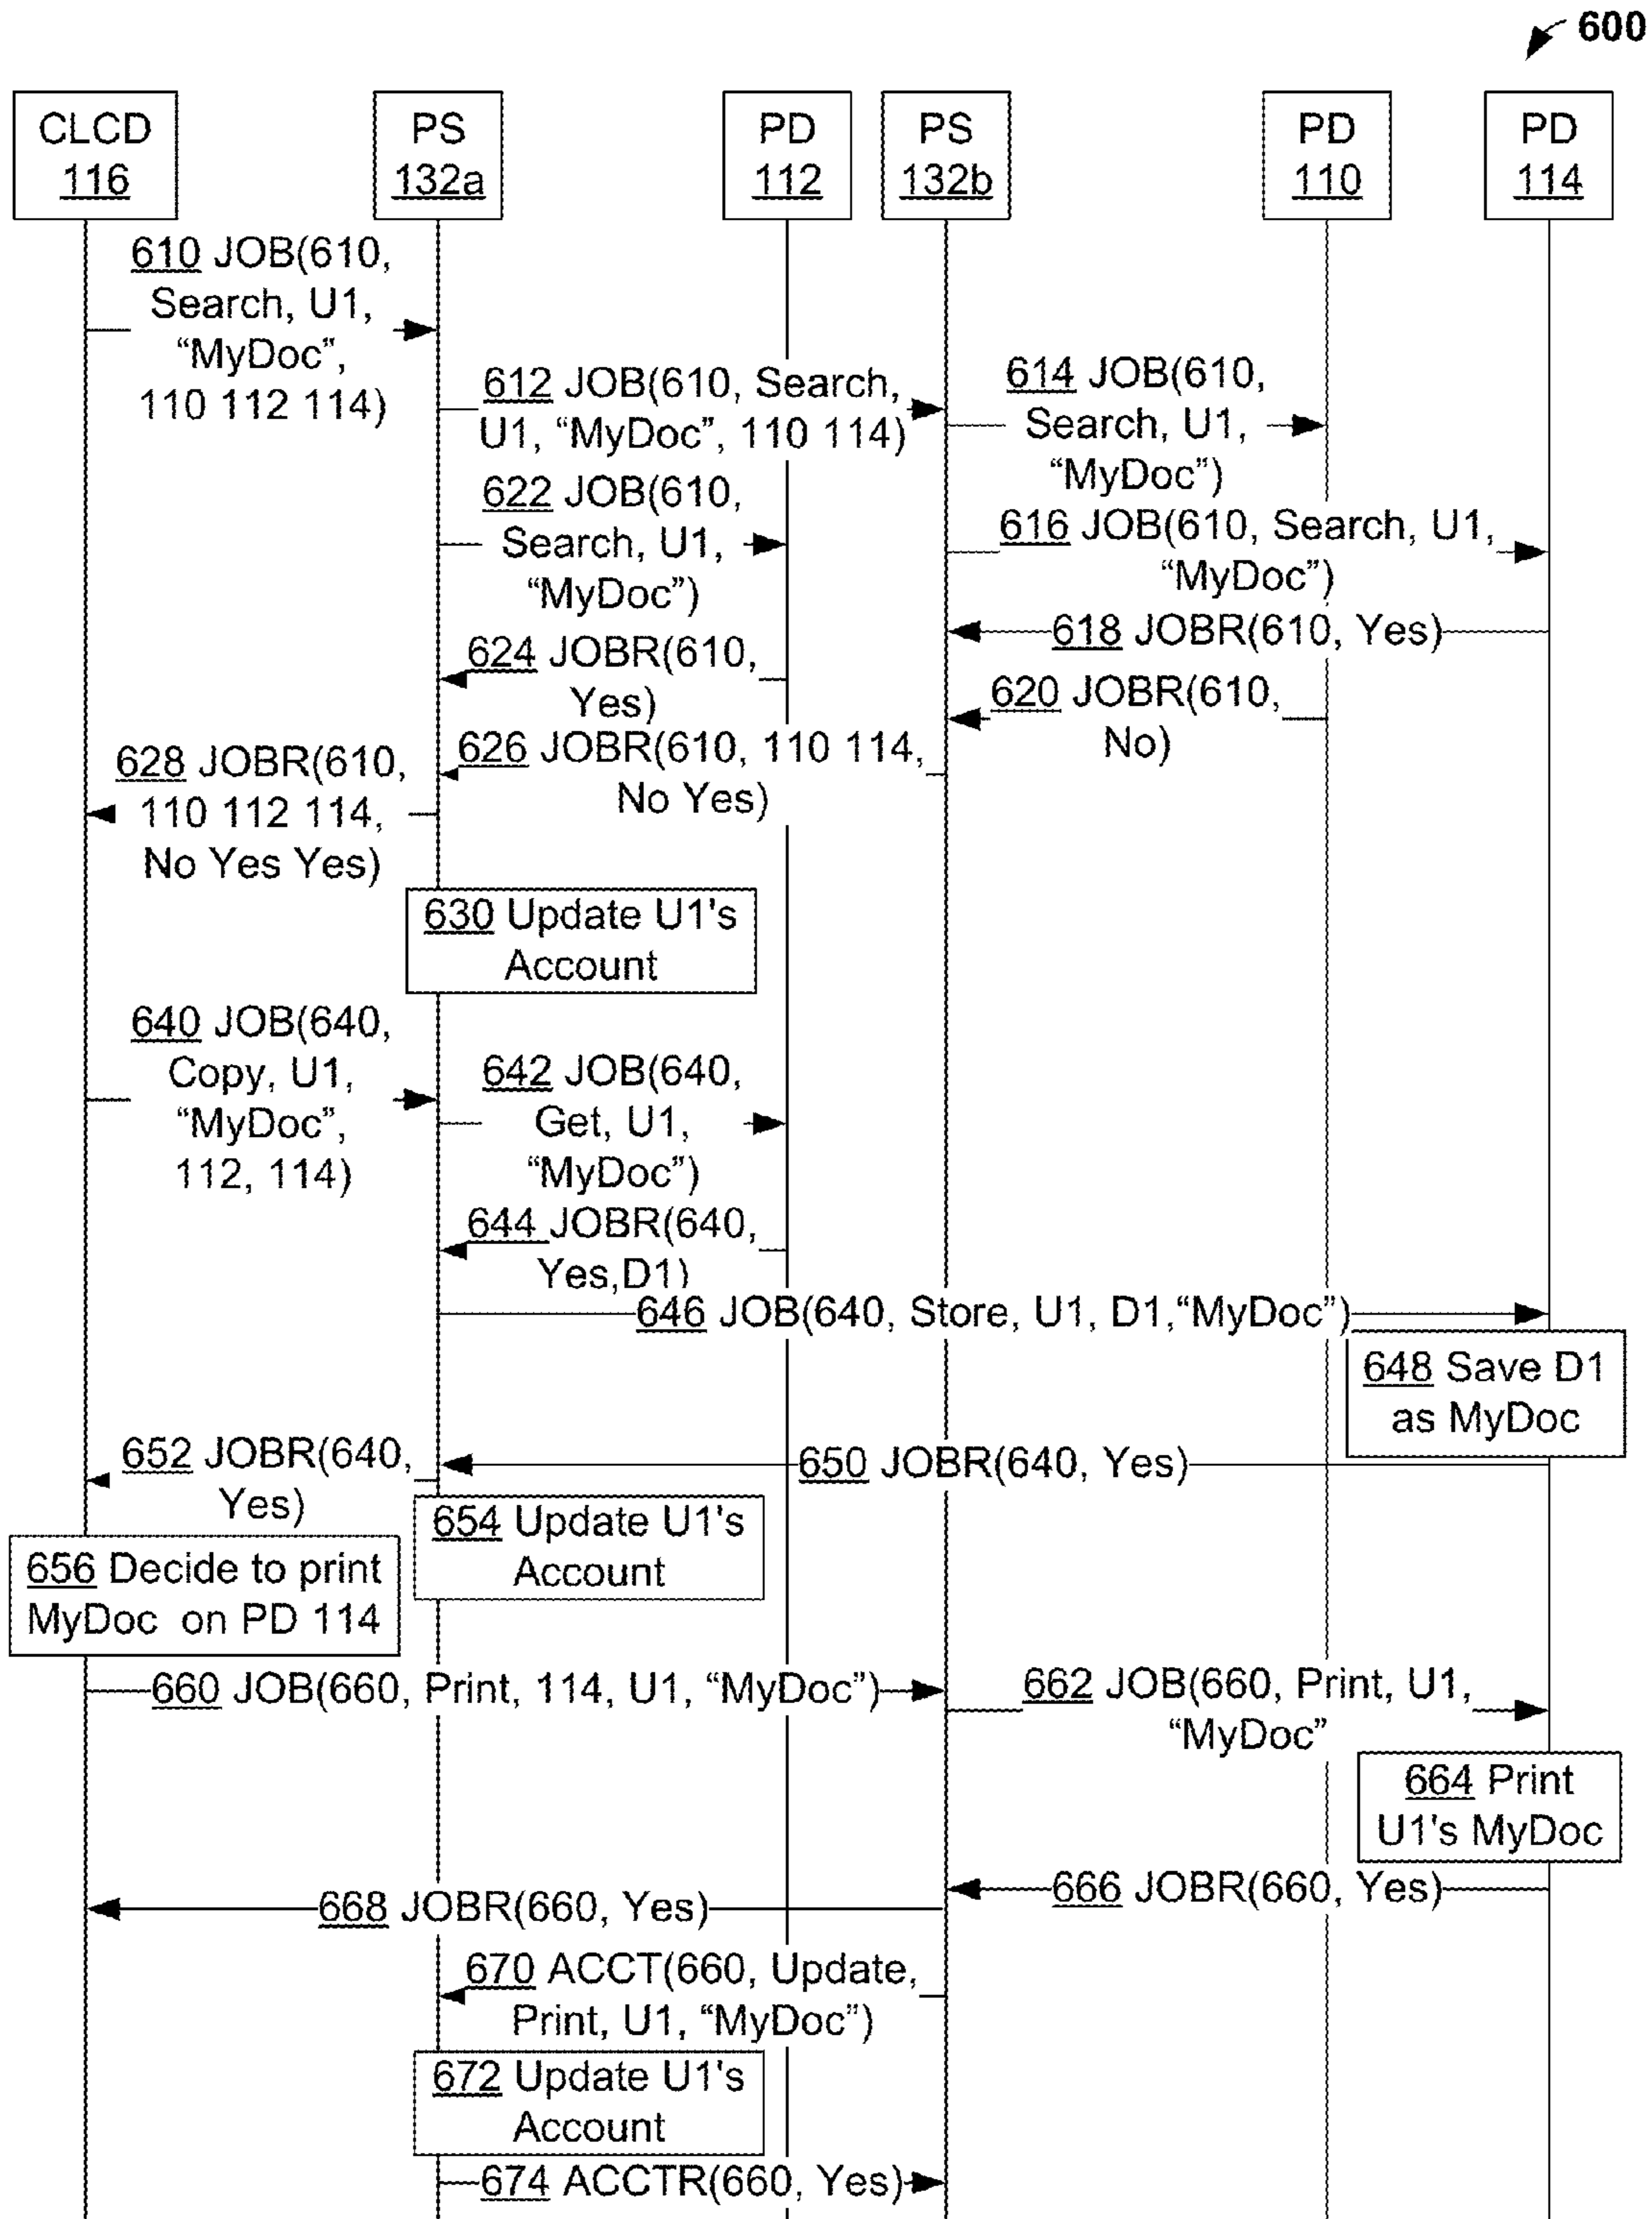 600
CLCD
116
PS
132a
PD
112
PS
132b
PD
110
PD
114
610 JOB(610,
Search, U1,
“MyDoc”,
110 112 114)
612 JOB(610, Search,
U1, “MyDoc”, 110 114)
614 JOB(610,
Search, U1,
“MyDoc”)
622 JOB(610,
Search, U1,
“MyDoc”)
616 JOB(610, Search, U1,
“MyDoc”)
618 JOBR(610, Yes)
624 JOBR(610,
Yes)
620 JOBR(610,
No)
626 JOBR(610, 110 114,
No Yes)
628 JOBR(610,
110 112 114,
No Yes Yes)
630 Update U1's
Account
640 JOB(640,
Copy, U1,
“MyDoc”,
112, 114)
642 JOB(640,
Get, U1,
“MyDoc”)
644 JOBR(640,
Yes,D1)
646 JOB(640, Store, U1, D1,“MyDoc”)
648 Save D1
as MyDoc
650 JOBR(640, Yes)
652 JOBR(640,
Yes)
654 Update U1's
Account
656 Decide to print
MyDoc on PD 114
660 JOB(660, Print, 114, U1, “MyDoc”)
662 JOB(660, Print, U1,
“MyDoc”
664 Print
U1's MyDoc
666 JOBR(660, Yes)
668 JOBR(660, Yes)
670 ACCT(660, Update,
Print, U1, “MyDoc”)
672 Update U1's
Account
674 ACCTR(660, Yes)